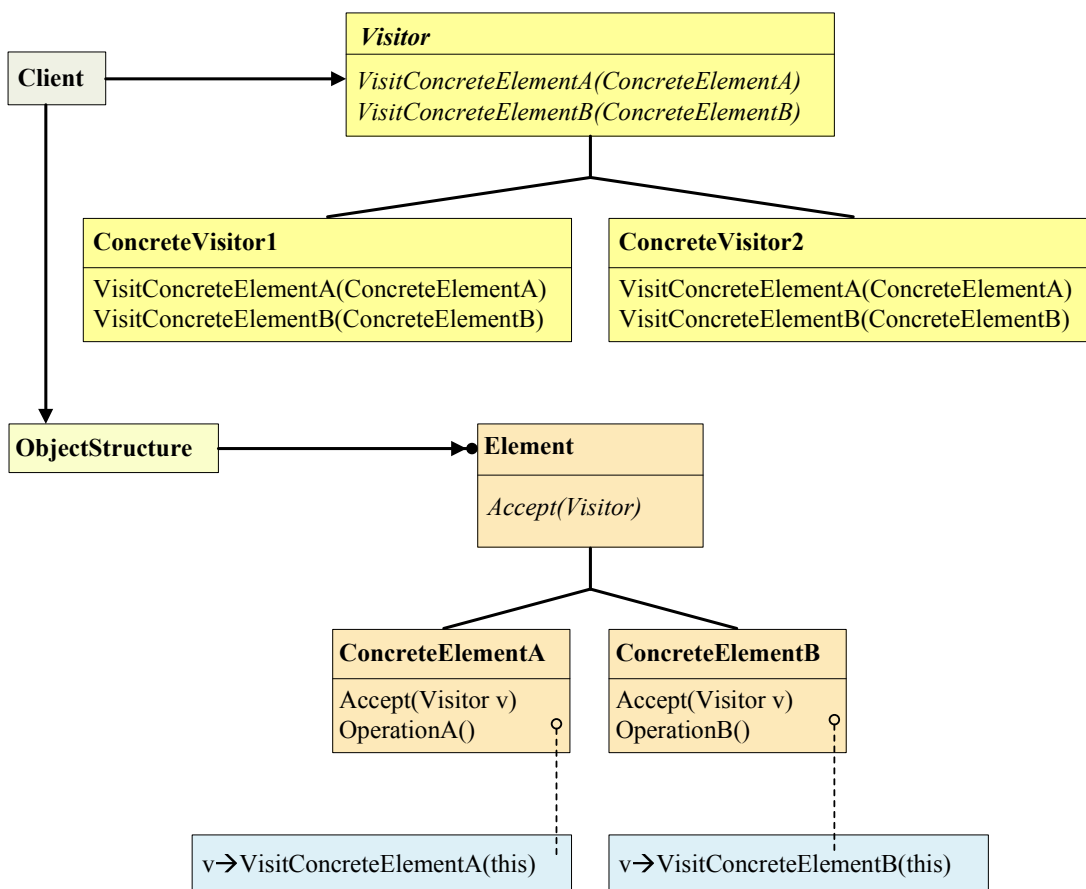 Visitor
Client
VisitConcreteElementA(ConcreteElementA)
VisitConcreteElementB(ConcreteElementB)
ConcreteVisitor1
VisitConcreteElementA(ConcreteElementA)
VisitConcreteElementB(ConcreteElementB)
ConcreteVisitor2
VisitConcreteElementA(ConcreteElementA)
VisitConcreteElementB(ConcreteElementB)
ObjectStructure
Element
Accept(Visitor)
ConcreteElementA
Accept(Visitor v)
OperationA()
ConcreteElementB
Accept(Visitor v)
OperationB()
v→VisitConcreteElementA(this)
v→VisitConcreteElementB(this)